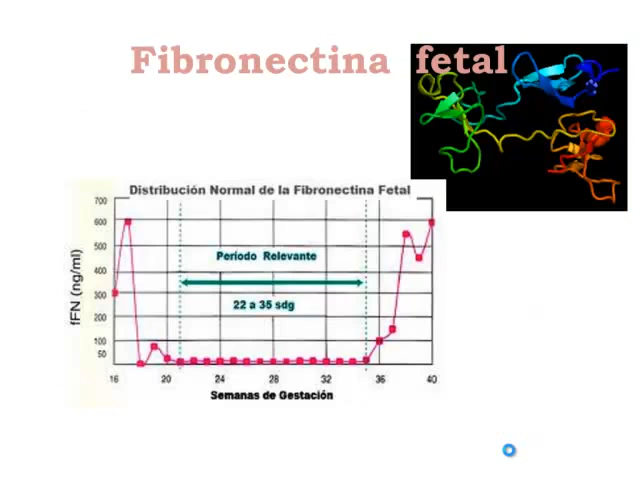 Fibronectina fetal
Distribución Normal de la Fibronectina Fetal
700
600
500
400
300
200
100
50
fFN (ng/ml)
Período Relevante
22 a 35 sdg
16 20 24 28 32 36 40
Semanas de Gestación